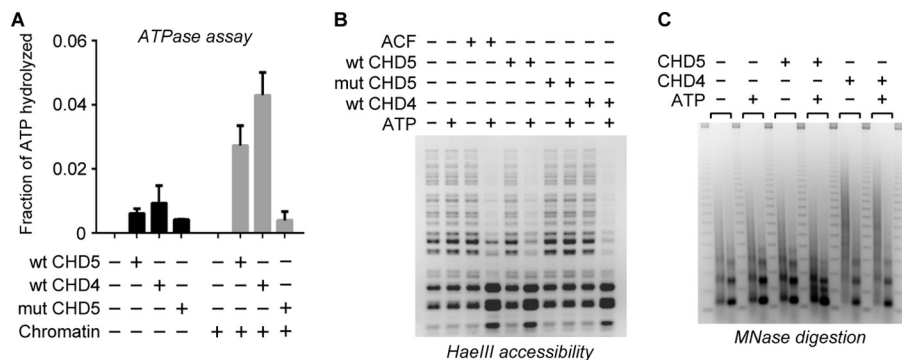 A
ATPase assay
Fraction of ATP hydrolyzed
0.06
0.04
0.02
0
wt CHD5 – + – – – + – –
wt CHD4 – – + – – – + –
mut CHD5 – – – + – – – +
Chromatin – – – – + + + +
B
ACF – – + + – – – – – –
wt CHD5 – – – – + + – – – –
mut CHD5 – – – – – – + + – –
wt CHD4 – – – – – – – – + +
ATP – + – + – + – + – +
HaeIII accessibility
C
CHD5 – – + + – –
CHD4 – – – – + +
ATP – + – + – +
MNase digestion